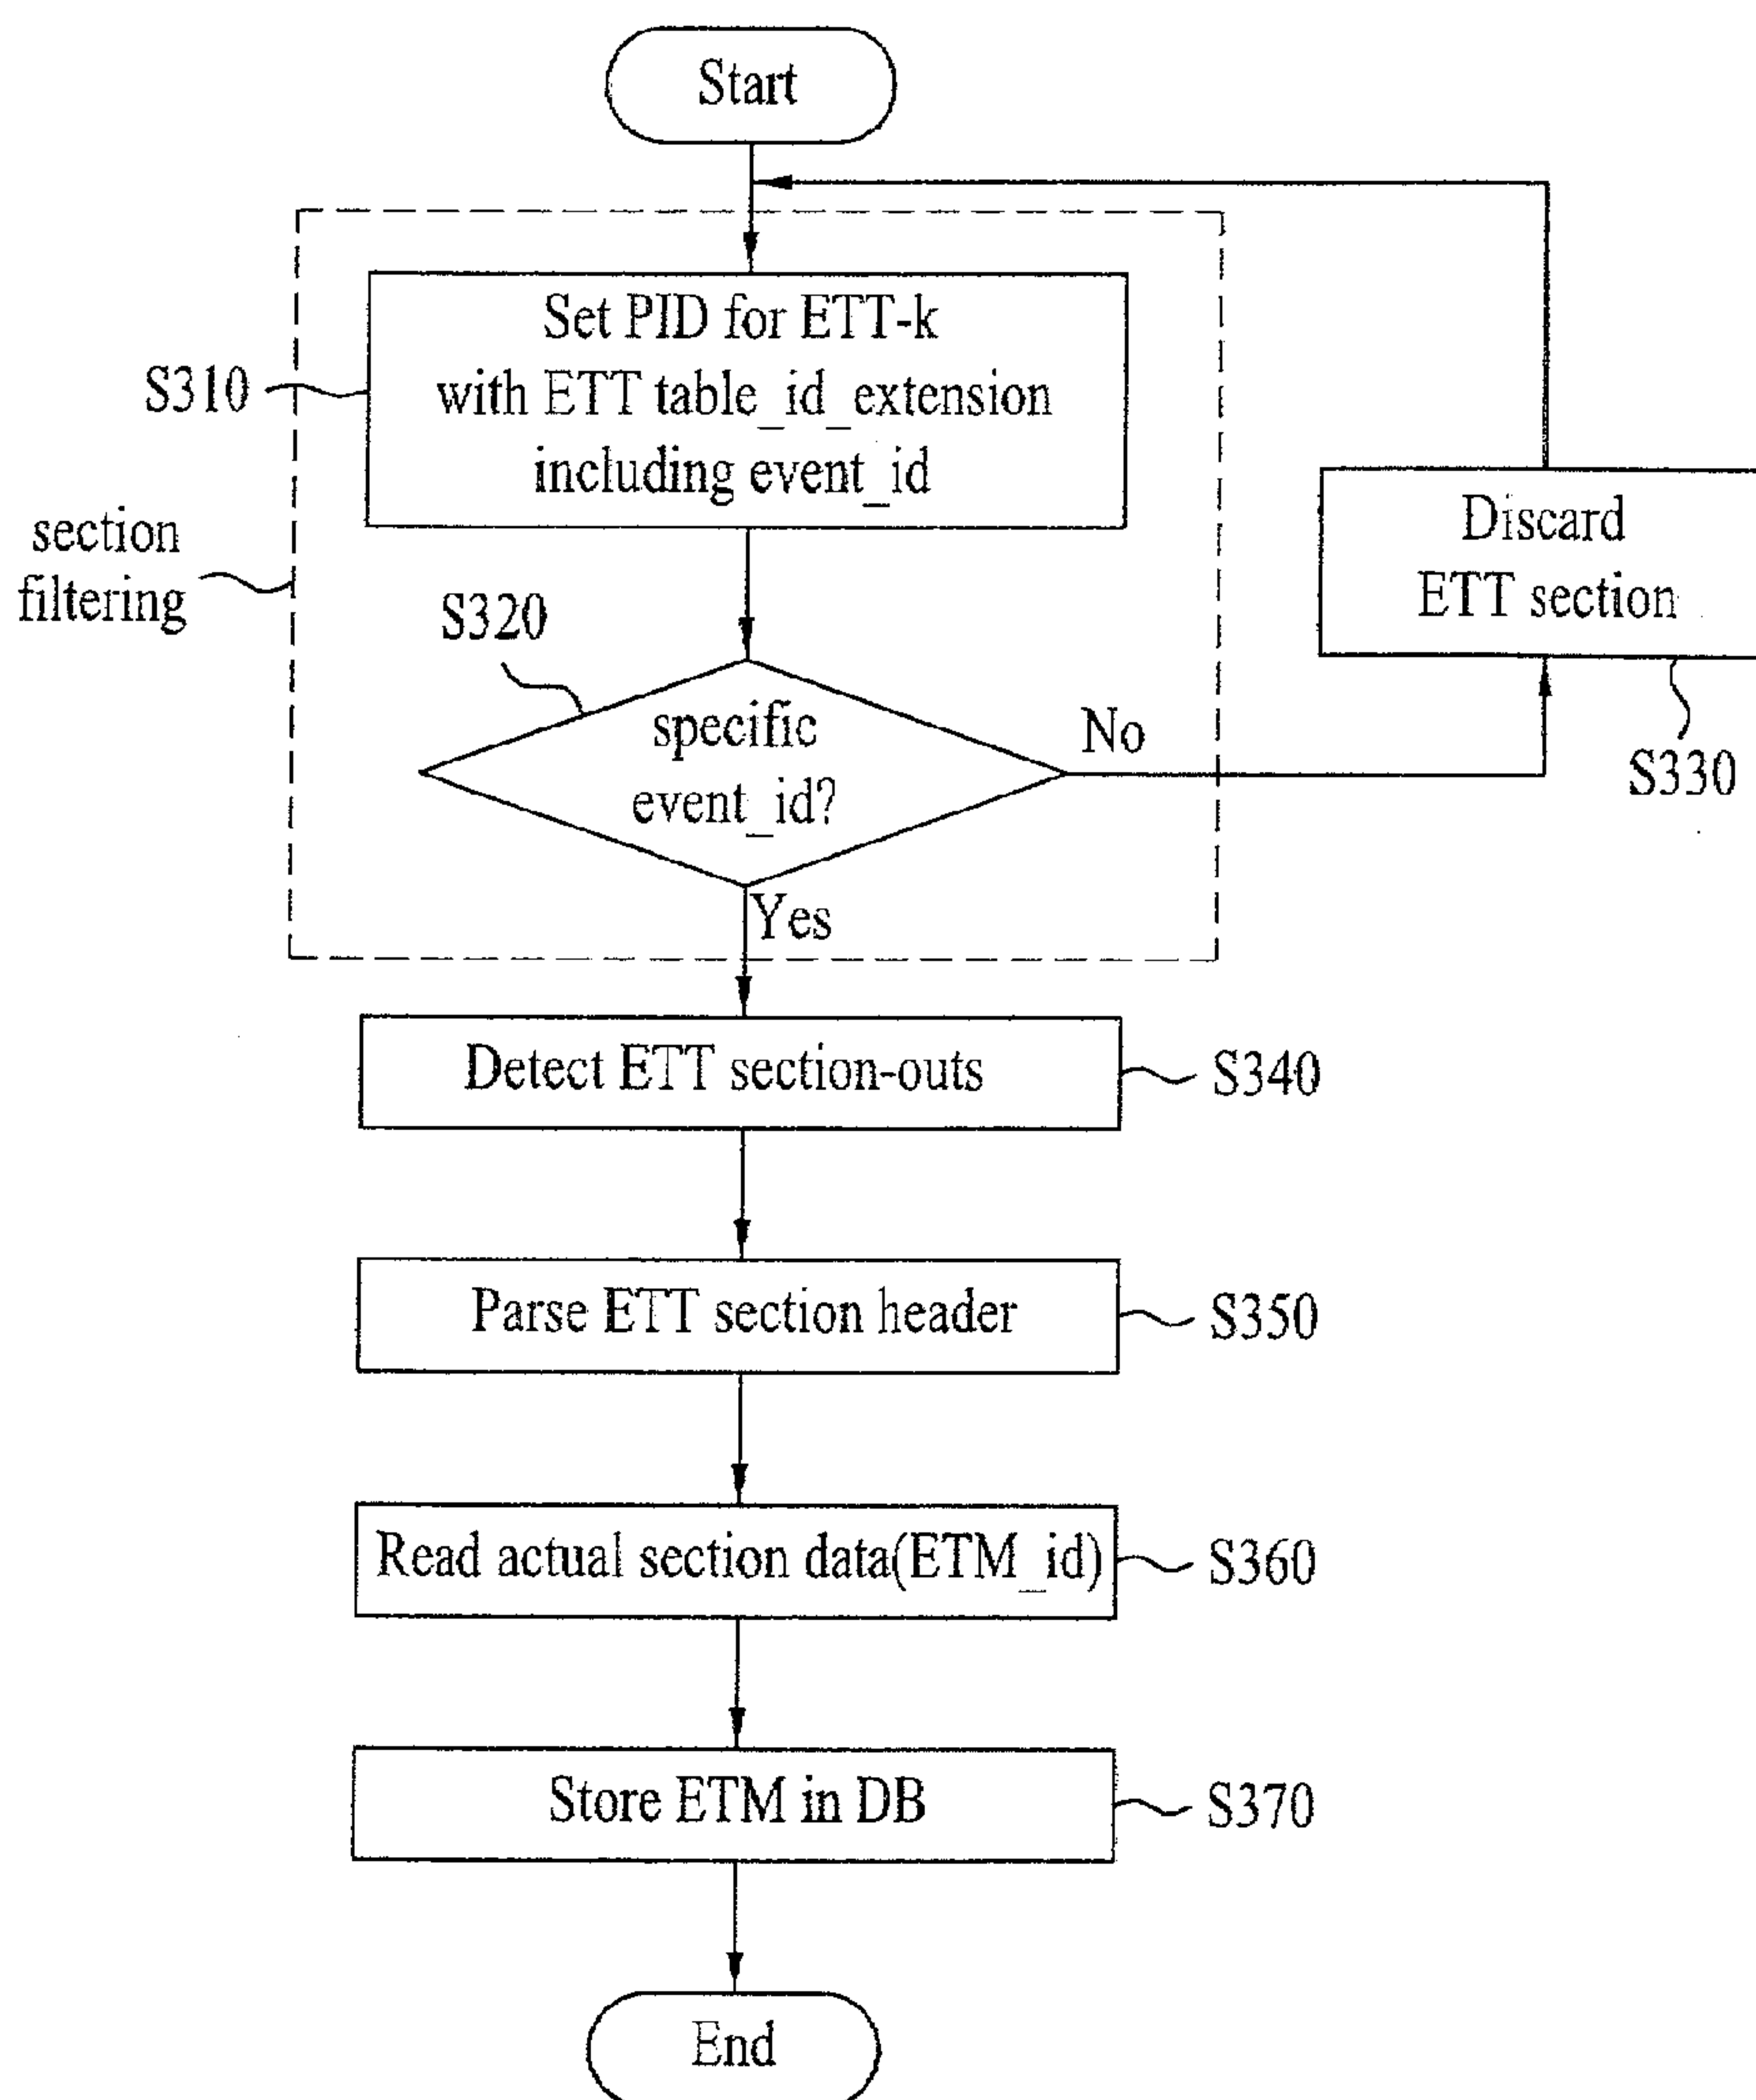 Start
Set PID for ETT-k
with ETT table_id_extension
including event_id
S310
section
filtering
Discard
ETT section
S330
S320
specific
event_id?
No
Yes
Detect ETT section-outs
S340
Parse ETT section header
S350
Read actual section data(ETM_id)
S360
Store ETM in DB
S370
End